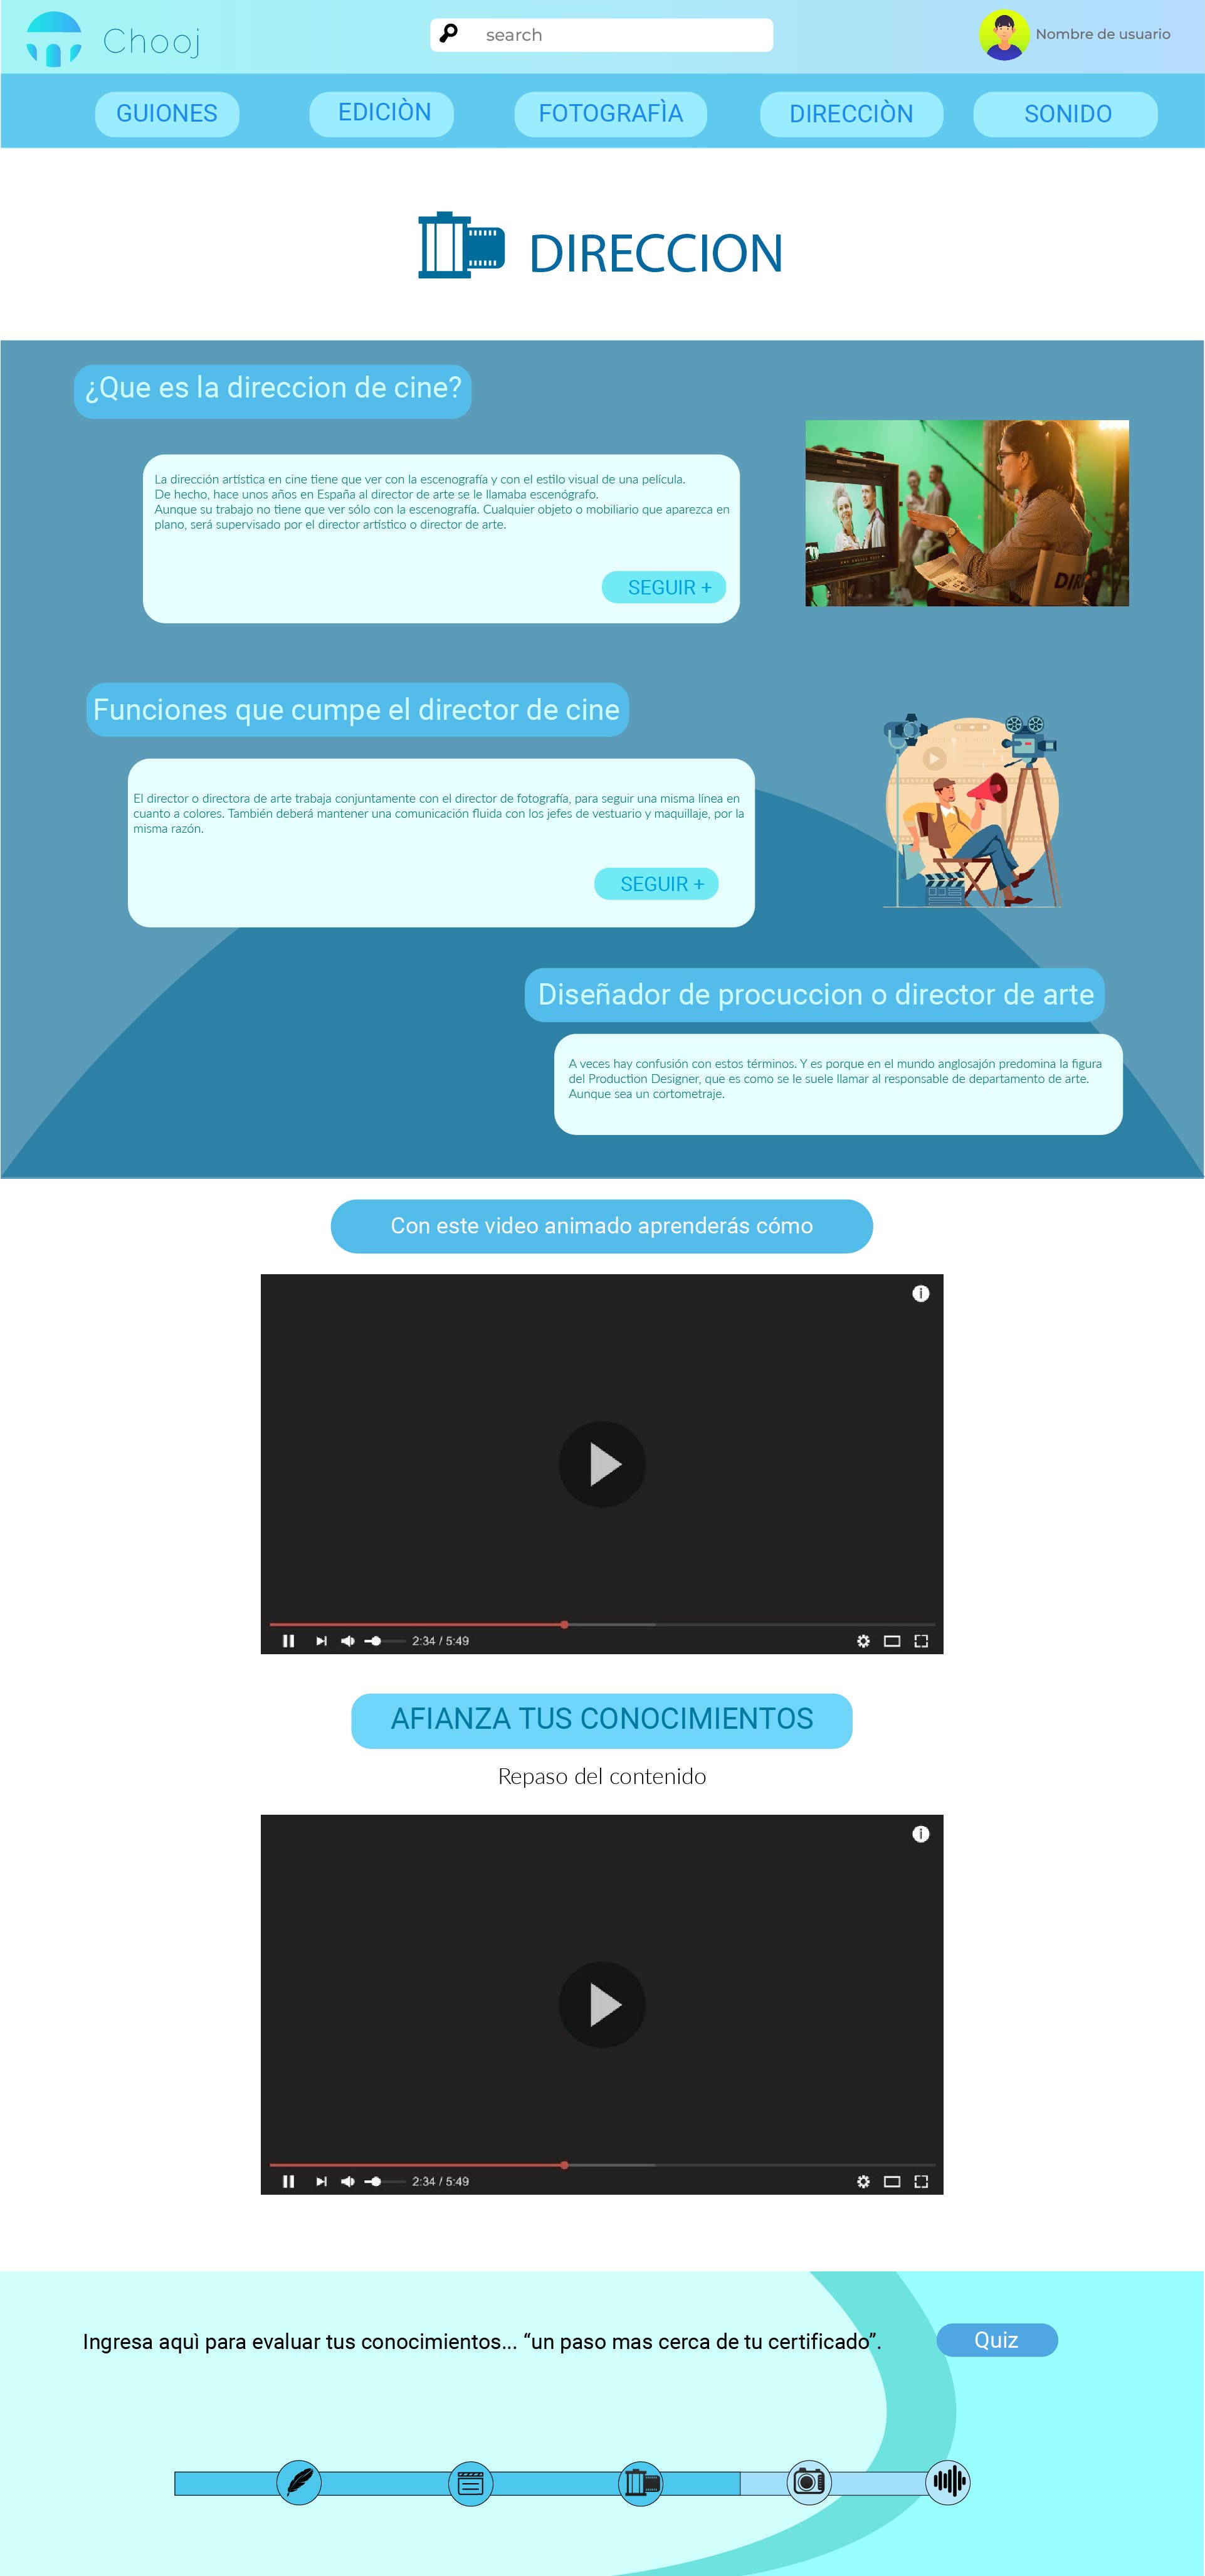 Chooj
search
Nombre de usuario
GUIONES
EDICIÒN
FOTOGRAFÌA
DIRECCIÒN
SONIDO
DIRECCION
¿Que es la direccion de cine?
La dirección artística en cine tiene que ver con la escenografía y con el estilo visual de una película.
De hecho, hace unos años en España al director de arte se le llamaba escenógrafo.
Aunque su trabajo no tiene que ver sólo con la escenografía. Cualquier objeto o mobiliario que aparezca en
plano, será supervisado por el director artístico o director de arte.
SEGUIR +
DIR
Funciones que cumpe el director de cine
El director o directora de arte trabaja conjuntamente con el director de fotografía, para seguir una misma línea en
cuanto a colores. También deberá mantener una comunicación fluida con los jefes de vestuario y maquillaje, por la
misma razón.
SEGUIR +
Diseñador de procuccion o director de arte
A veces hay confusión con estos términos. Y es porque en el mundo anglosajón predomina la figura
del Production Designer, que es como se le suele llamar al responsable de departamento de arte.
Aunque sea un cortometraje.
Con este video animado aprenderás cómo
2:34 / 5:49
AFIANZA TUS CONOCIMIENTOS
Repaso del contenido
2:34 / 5:49
Ingresa aquì para evaluar tus conocimientos... “un paso mas cerca de tu certificado”.
Quiz